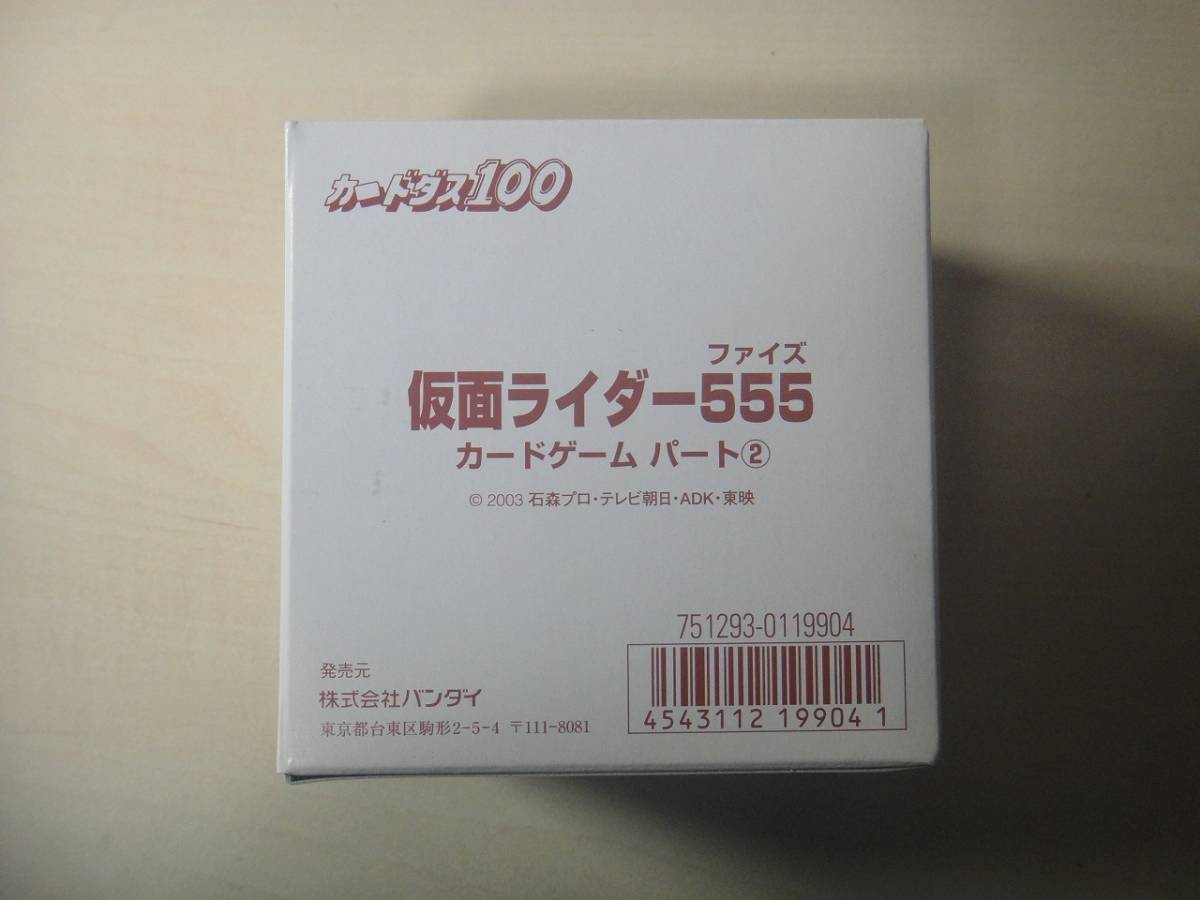 カードダス100
ファイズ
仮面ライダー555
カードゲーム パート②
© 2003 石森プロ・テレビ朝日・ADK・東映
751293-0119904
4543112 199041
発売元
株式会社バンダイ
東京都台東区駒形2-5-4 〒111-8081